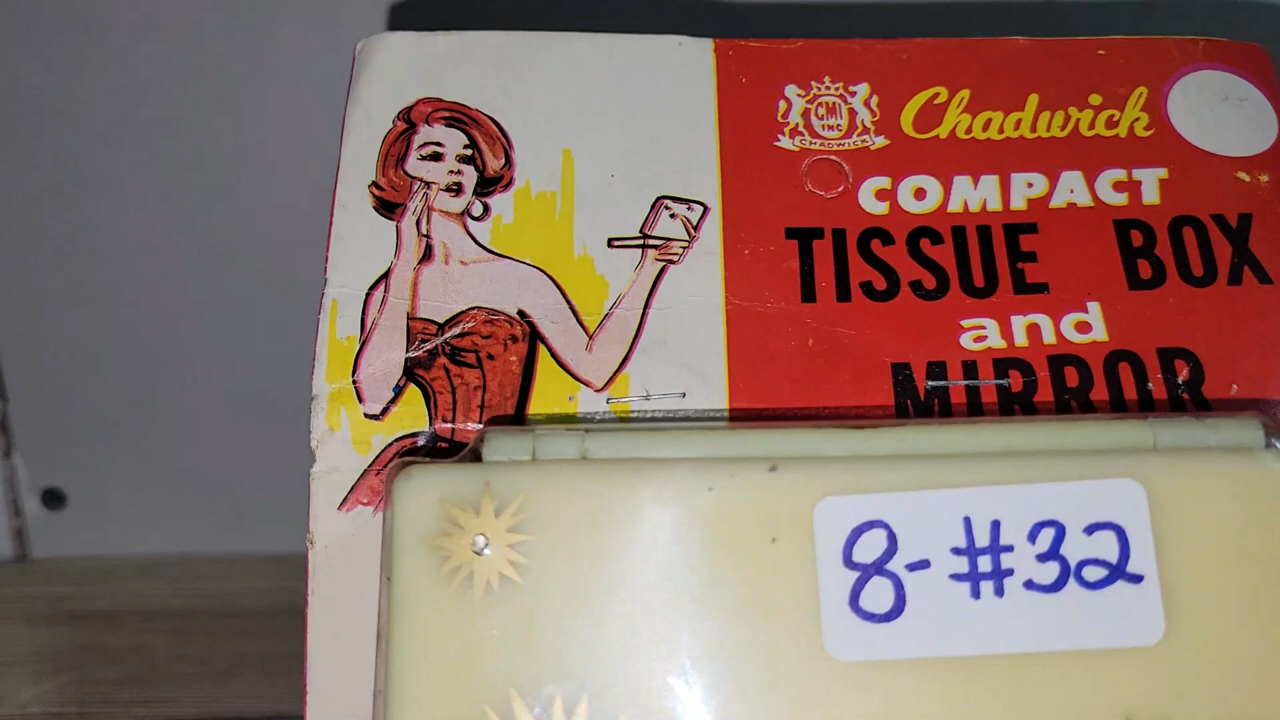 CMI
INC
CHADWICK
Chadwick
COMPACT
TISSUE BOX
and
MIRROR
8-#32